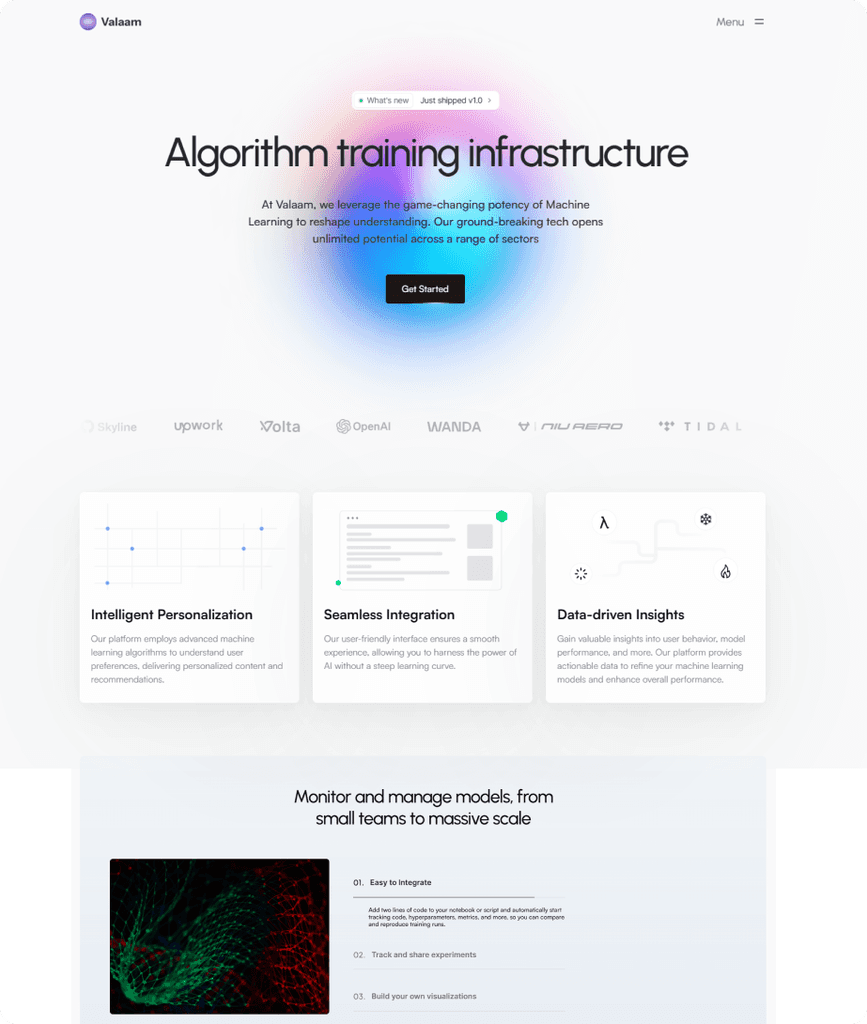 Valaam
Menu
What's new Just shipped v1.0
Algorithm training infrastructure
At Valaam, we leverage the game-changing potency of Machine
Learning to reshape understanding. Our ground-breaking tech opens
unlimited potential across a range of sectors
Get Started
Skyline
upwork
Volta
OpenAI
WANDA
NIU AERO
TIDAL
Intelligent Personalization
Our platform employs advanced machine
learning algorithms to understand user
preferences, delivering personalized content and
recommendations.
Seamless Integration
Our user-friendly interface ensures a smooth
experience, allowing you to harness the power of
AI without a steep learning curve.
λ
Data-driven Insights
Gain valuable insights into user behavior, model
performance, and more. Our platform provides
actionable data to refine your machine learning
models and enhance overall performance.
Monitor and manage models, from
small teams to massive scale
01. Easy to Integrate
Add two lines of code to your notebook or script and automatically start
tracking code, hyperparameters, metrics, and more, so you can compare
and reproduce training runs.
02. Track and share experiments
03. Build your own visualizations